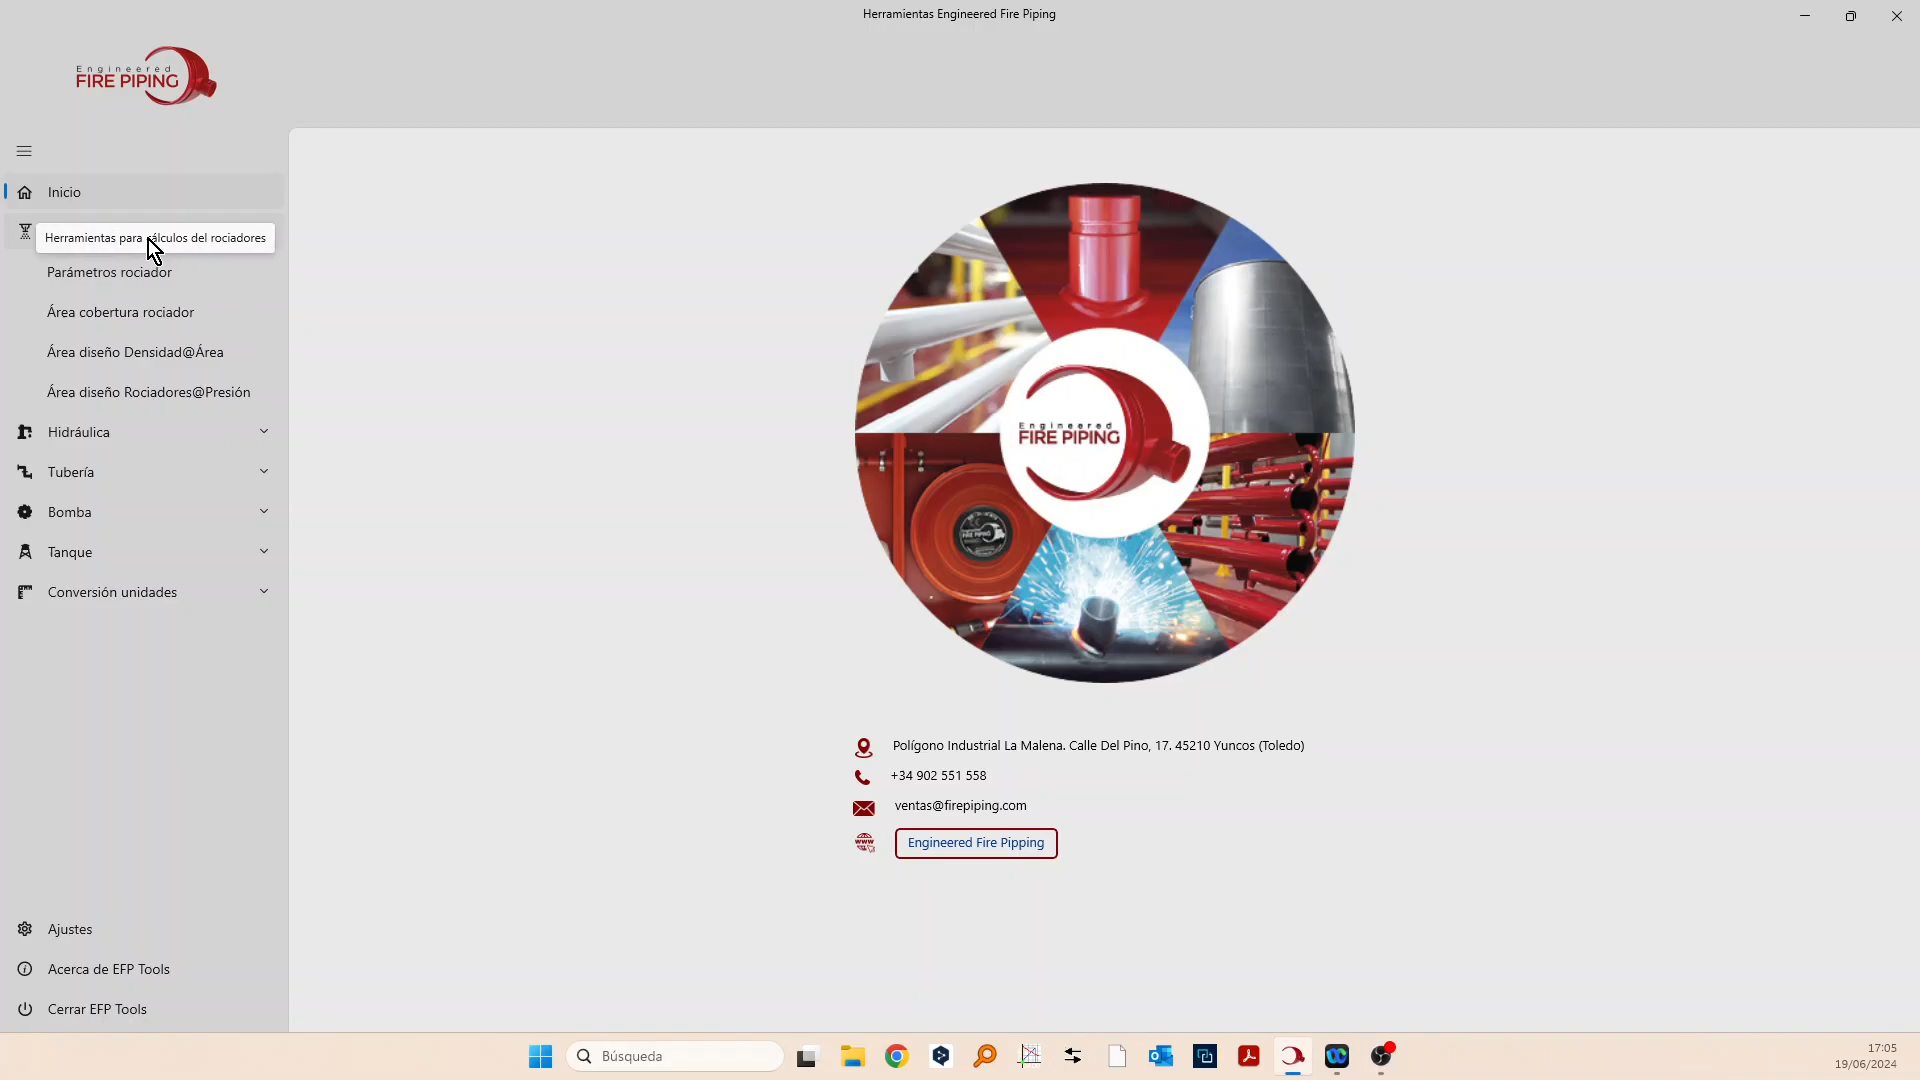 Herramientas Engineered Fire Piping
Engineered
FIRE PIPING
Inicio
Herramientas para cálculos del rociadores
Parámetros rociador
Área cobertura rociador
Área diseño Densidad@Área
Área diseño Rociadores@Presión
Hidráulica
Tubería
Bomba
Tanque
Conversión unidades
Ajustes
Acerca de EFP Tools
Cerrar EFP Tools
Engineered
FIRE PIPING
Polígono Industrial La Malena. Calle Del Pino, 17. 45210 Yuncos (Toledo)
+34 902 551 558
ventas@firepiping.com
www
Engineered Fire Pipping
Búsqueda
17:05
19/06/2024